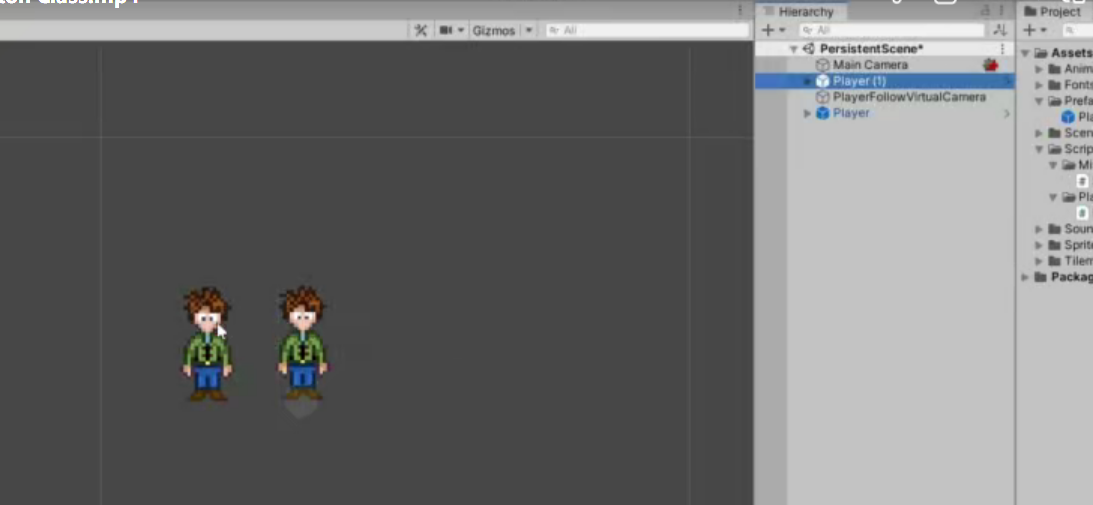 Hierarchy
Project
Gizmos
All
All
PersistentScene*
Main Camera
Player (1)
PlayerFollowVirtualCamera
Player
Assets
Anim
Fonts
Prefa
Pla
Scen
Scrip
Mi
Pla
Soun
Sprite
Tilem
Packag